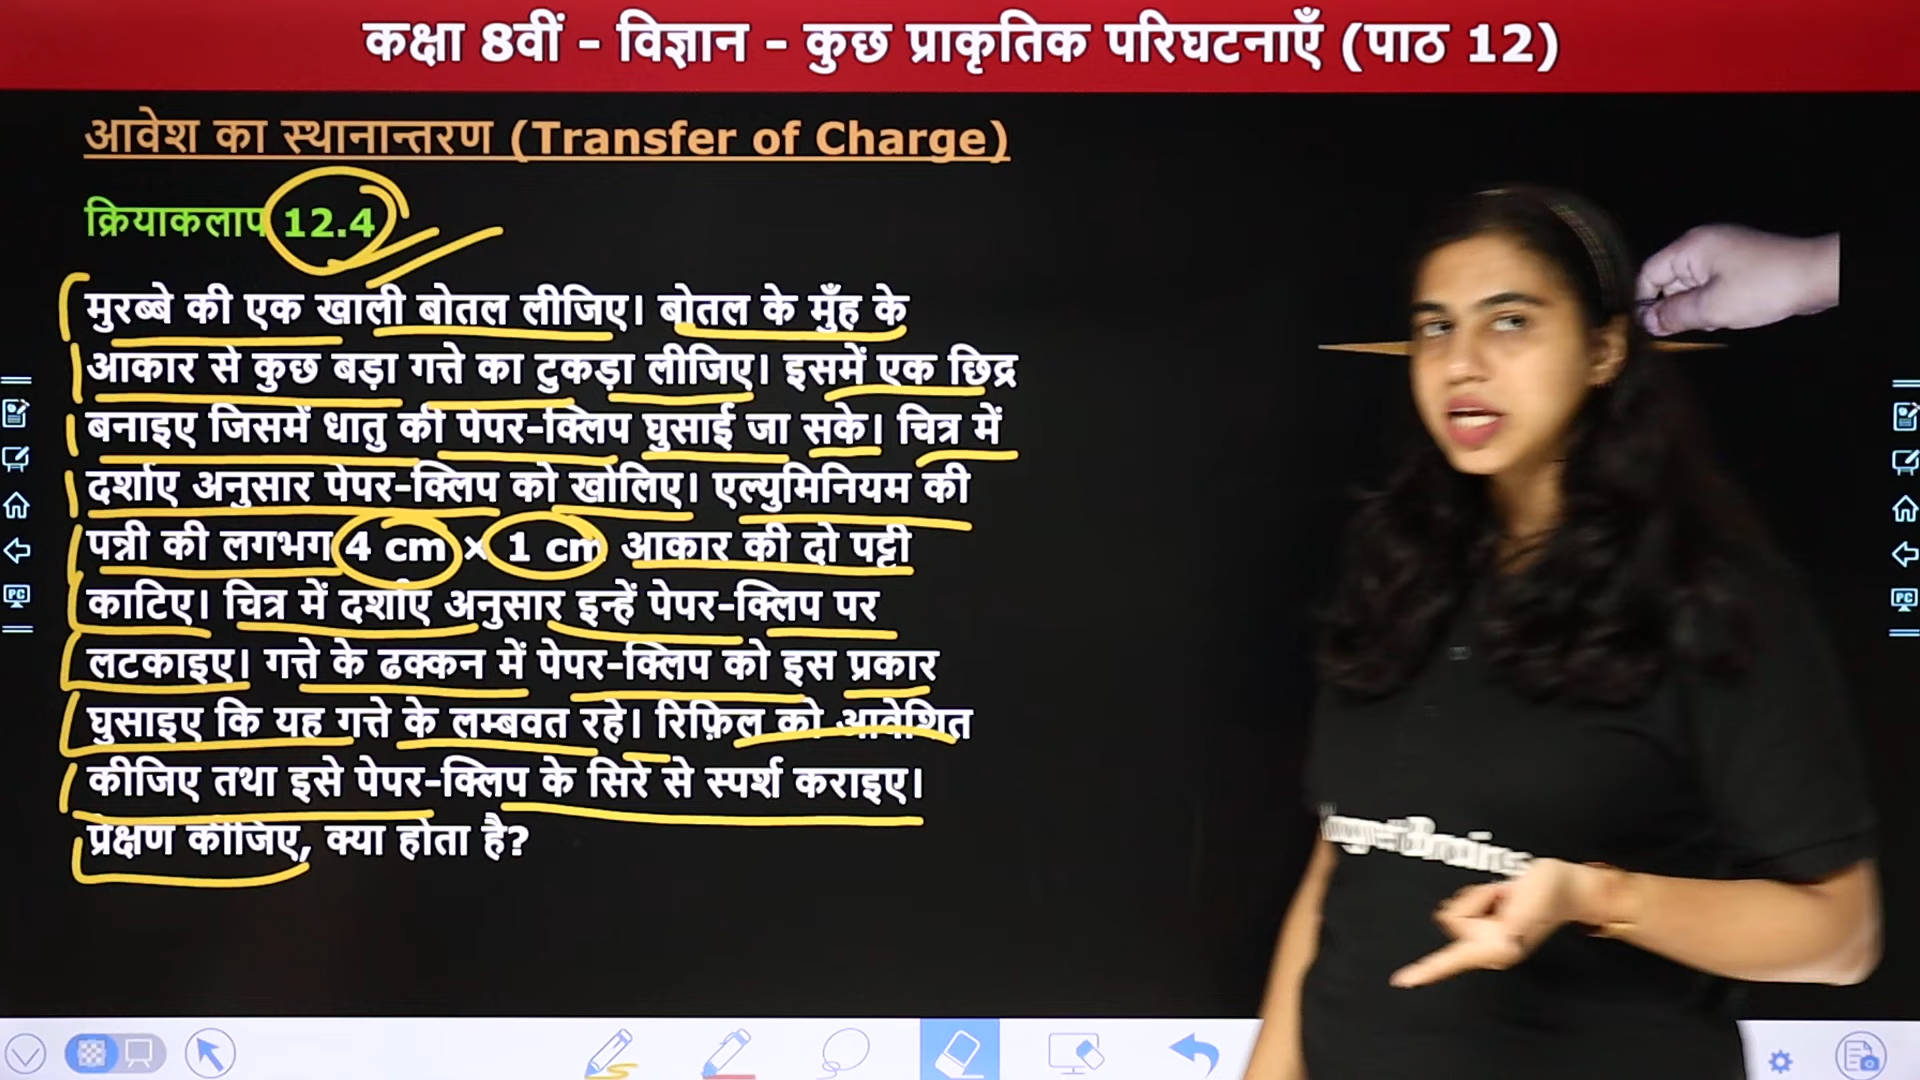 कक्षा 8वीं - विज्ञान - कुछ प्राकृतिक परिघटनाएँ (पाठ 12)
आवेश का स्थानान्तरण (Transfer of Charge)
क्रियाकलाप 12.4
मुरब्बे की एक खाली बोतल लीजिए। बोतल के मुँह के
आकार से कुछ बड़ा गत्ते का टुकड़ा लीजिए। इसमें एक छिद्र
बनाइए जिसमें धातु की पेपर-क्लिप घुसाई जा सके। चित्र में
दर्शाए अनुसार पेपर-क्लिप को खोलिए। एल्युमिनियम की
पन्नी की लगभग 4 cm × 1 cm आकार की दो पट्टी
काटिए। चित्र में दर्शाए अनुसार इन्हें पेपर-क्लिप पर
लटकाइए। गत्ते के ढक्कन में पेपर-क्लिप को इस प्रकार
घुसाइए कि यह गत्ते के लम्बवत रहे। रिफ़िल को आवेशित
कीजिए तथा इसे पेपर-क्लिप के सिरे से स्पर्श कराइए।
प्रेक्षण कीजिए, क्या होता है?
PC
PC